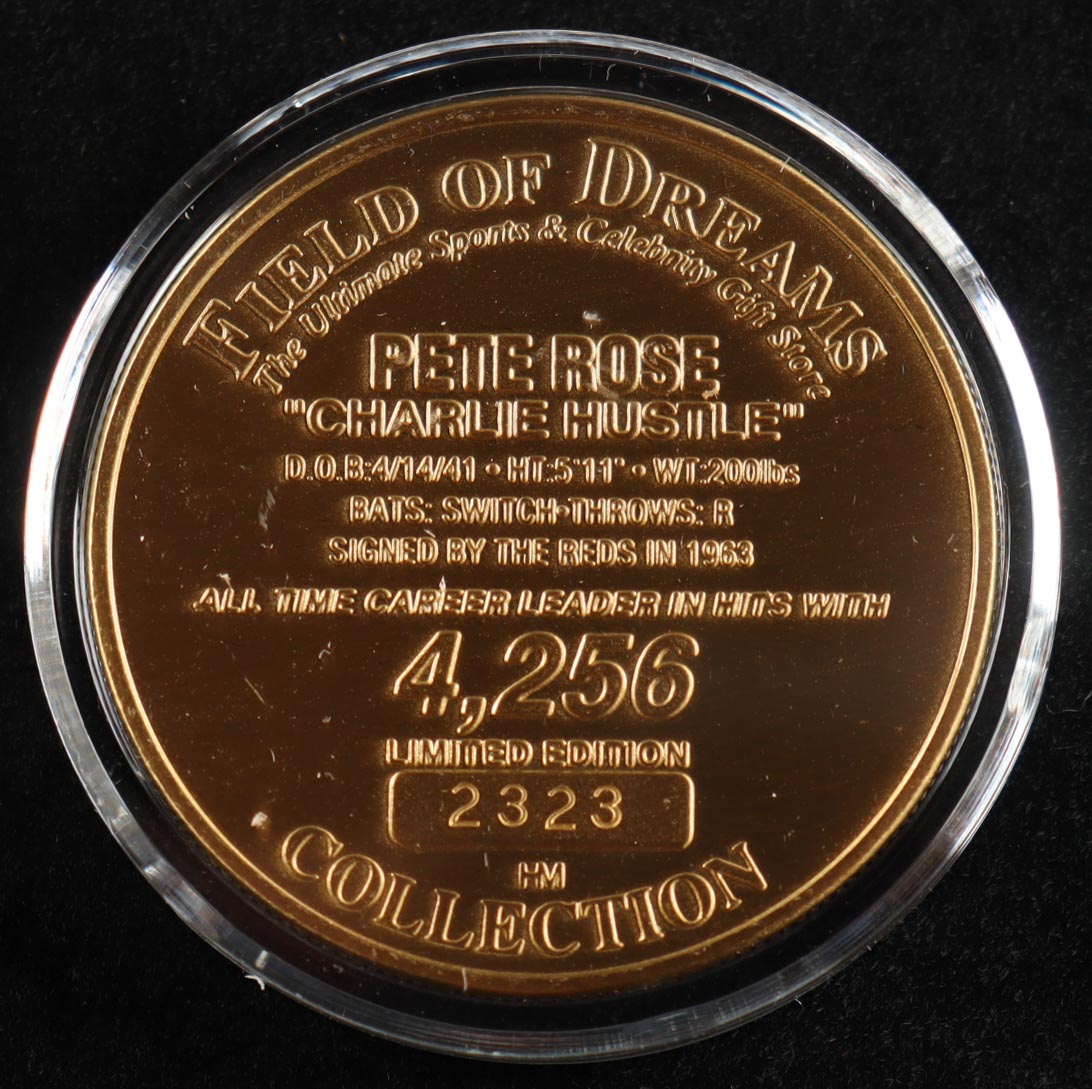 FIELD OF DREAMS
The Ultimate Sports & Celebrity Gift Store
PETE ROSE
"CHARLIE HUSTLE"
D.O.B:4/14/41 • HT:5'11" • WT:200lbs
BATS: SWITCH•THROWS: R
SIGNED BY THE REDS IN 1963
ALL TIME CAREER LEADER IN HITS WITH
4,256
LIMITED EDITION
2323
HM
COLLECTION